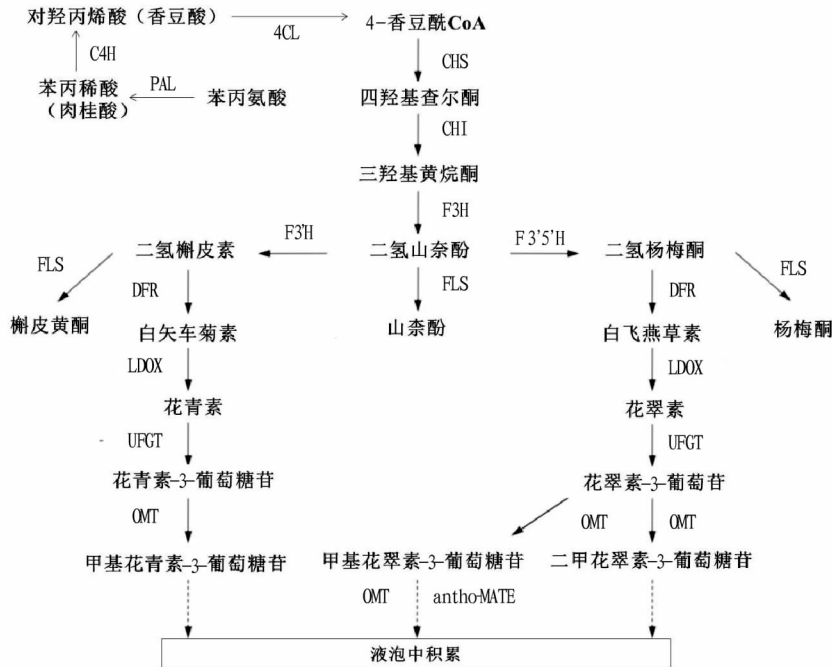 对羟丙烯酸（香豆酸）
4CL
4-香豆酰CoA
C4H
CHS
苯丙稀酸
（肉桂酸）
PAL
苯丙氨酸
四羟基查尔酮
CHI
三羟基黄烷酮
F3H
二氢槲皮素
F3'H
二氢山奈酚
F3'5'H
二氢杨梅酮
FLS
DFR
FLS
DFR
FLS
槲皮黄酮
白矢车菊素
山柰酚
白飞燕草素
杨梅酮
LDOX
LDOX
花青素
花翠素
UFGT
UFGT
花青素-3-葡萄糖苷
花翠素-3-葡萄苷
OMT
OMT
OMT
甲基花青素-3-葡萄糖苷
甲基花翠素-3-葡萄糖苷
二甲花翠素-3-葡萄糖苷
OMT
antho-MATE
液泡中积累